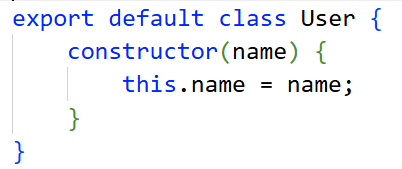 export default class User {
    constructor(name) {
        this.name = name;
    }
}